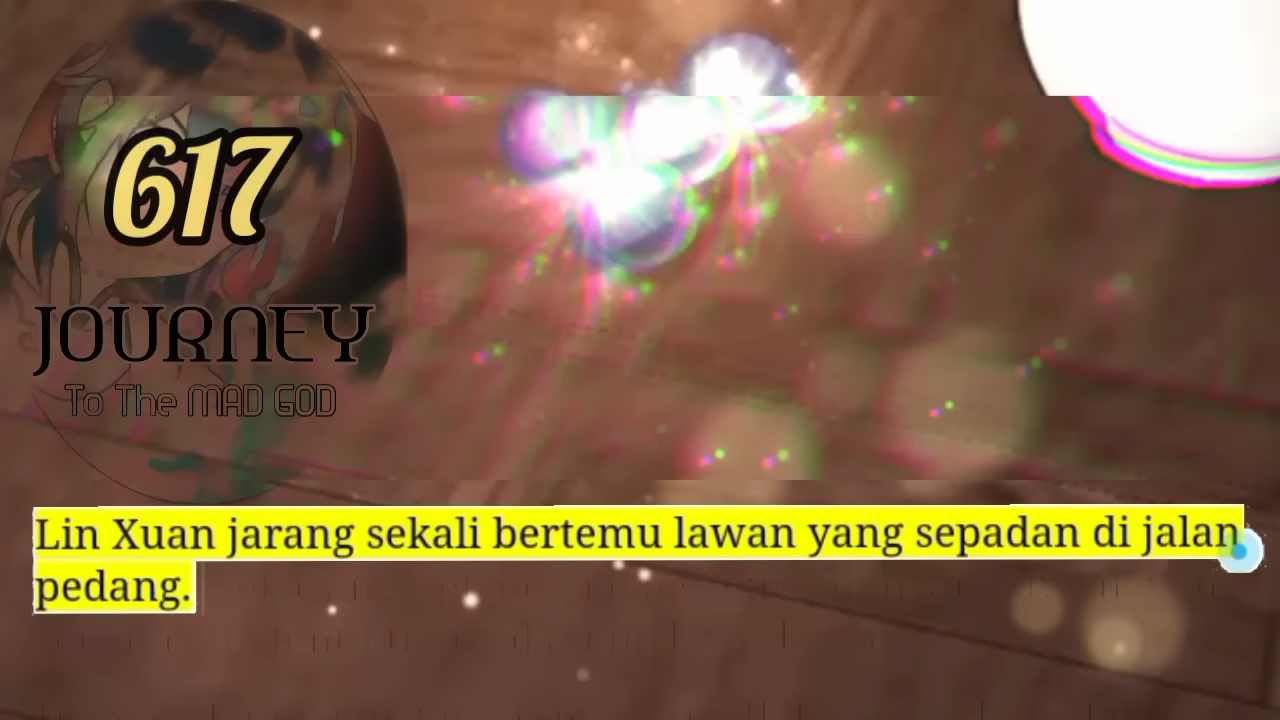 617
JOURNEY
To The MAD GOD
Lin Xuan jarang sekali bertemu lawan yang sepadan di jalan
pedang.